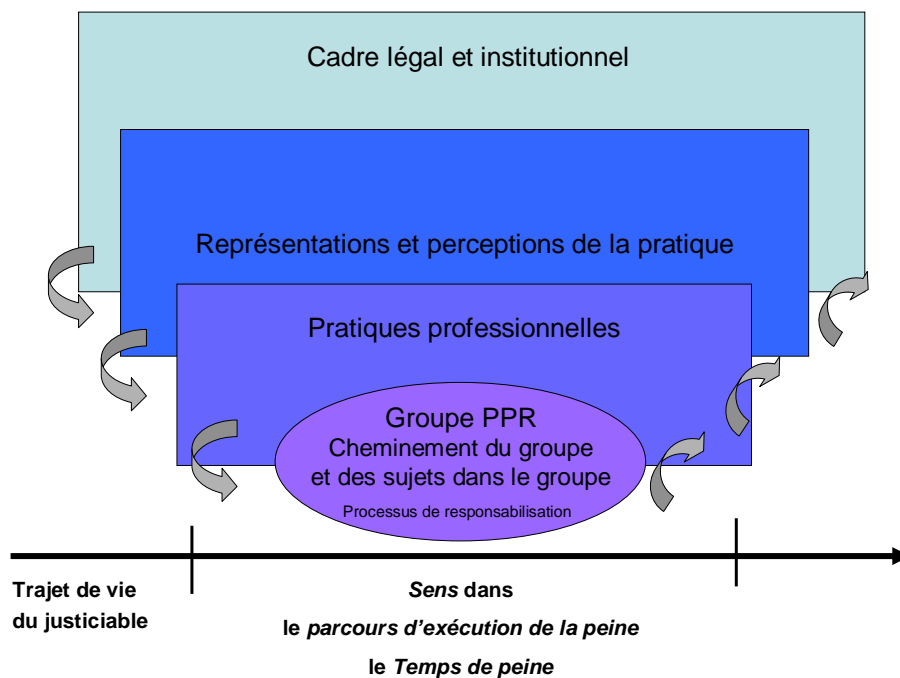 Cadre légal et institutionnel
Représentations et perceptions de la pratique
Pratiques professionnelles
Groupe PPR
Cheminement du groupe
et des sujets dans le groupe
Processus de responsabilisation
Trajet de vie
du justiciable
Sens dans
le parcours d’exécution de la peine
le Temps de peine